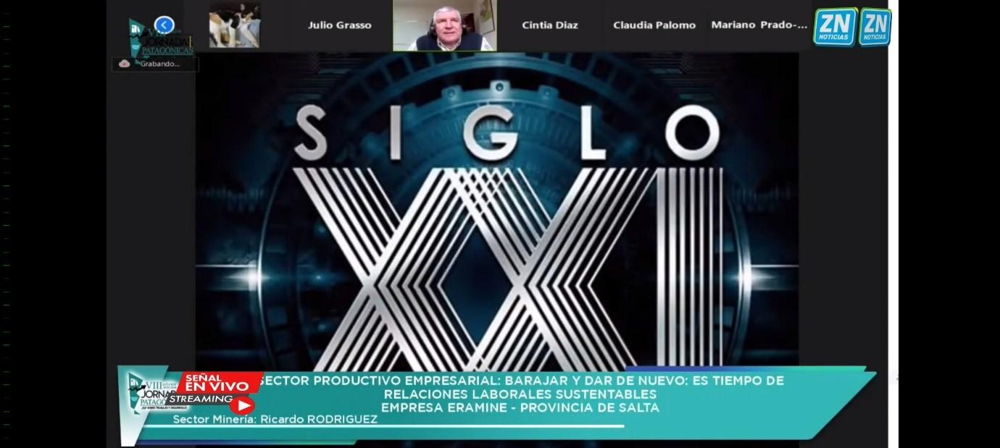 Julio Grasso
Cintia Diaz
Claudia Palomo
Mariano Prado-...
ZN
NOTICIAS
ZN
NOTICIAS
VIII
JORNADAS
PATAGÓNICAS
Grabando...
SIGLO
XXI
SEÑAL
EN VIVO
STREAMING
VIII
JORNA
PATAGÓ
SECTOR PRODUCTIVO EMPRESARIAL: BARAJAR Y DAR DE NUEVO: ES TIEMPO DE
RELACIONES LABORALES SUSTENTABLES
EMPRESA ERAMINE - PROVINCIA DE SALTA
Sector Minería: Ricardo RODRIGUEZ